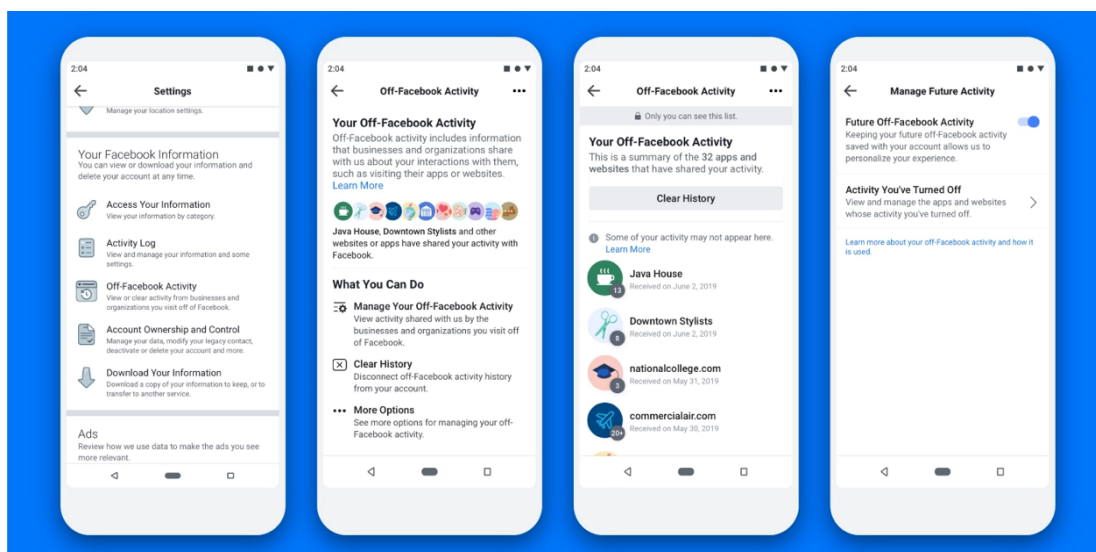 2:04
Settings
Manage your location settings.
Your Facebook Information
You can view or download your information and
delete your account at any time.
Access Your Information
View your information by category.
Activity Log
View and manage your information and some
settings.
Off-Facebook Activity
View or clear activity from businesses and
organizations you visit off of Facebook.
Account Ownership and Control
Manage your data, modify your legacy contact,
deactivate or delete your account and more.
Download Your Information
Download a copy of your information to keep, or to
transfer to another service.
Ads
Review how we use data to make the ads you see
more relevant.
2:04
Off-Facebook Activity
Your Off-Facebook Activity
Off-Facebook activity includes information
that businesses and organizations share
with us about your interactions with them,
such as visiting their apps or websites.
Learn More
Java House, Downtown Stylists and other
websites or apps have shared your activity with
Facebook.
What You Can Do
Manage Your Off-Facebook Activity
View activity shared with us by the
businesses and organizations you visit off
of Facebook.
Clear History
Disconnect off-Facebook activity history
from your account.
More Options
See more options for managing your off-
Facebook activity.
2:04
Off-Facebook Activity
Only you can see this list.
Your Off-Facebook Activity
This is a summary of the 32 apps and
websites that have shared your activity.
Clear History
Some of your activity may not appear here.
Learn More
Java House
13
Received on June 2, 2019
Downtown Stylists
8
Received on June 2, 2019
nationalcollege.com
3
Received on May 31, 2019
commercialair.com
20+
Received on May 30, 2019
2:04
Manage Future Activity
Future Off-Facebook Activity
Keeping your future off-Facebook activity
saved with your account allows us to
personalize your experience.
Activity You've Turned Off
View and manage the apps and websites
whose activity you've turned off.
Learn more about your off-Facebook activity and how it
is used.